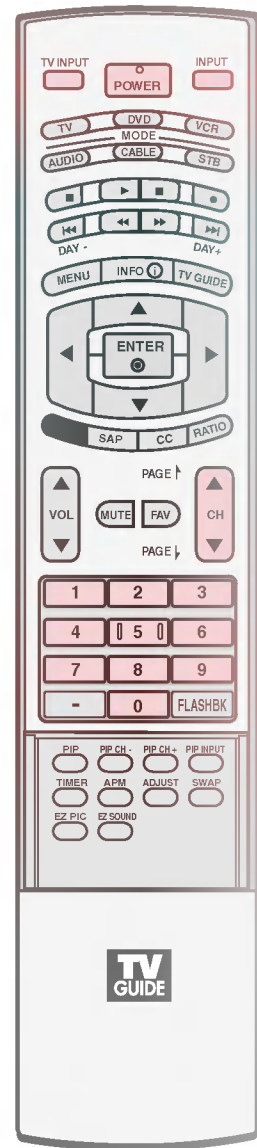 TV INPUT INPUT
POWER
TV DVD VCR
MODE
AUDIO CABLE STB
DAY - DAY+
MENU INFO i TV GUIDE
ENTER
SAP CC RATIO
PAGE
VOL MUTE FAV CH
PAGE
1 2 3
4 5 6
7 8 9
- 0 FLASHBK
PIP PIP CH - PIP CH + PIP INPUT
TIMER APM ADJUST SWAP
EZ PIC EZ SOUND
TV
GUIDE